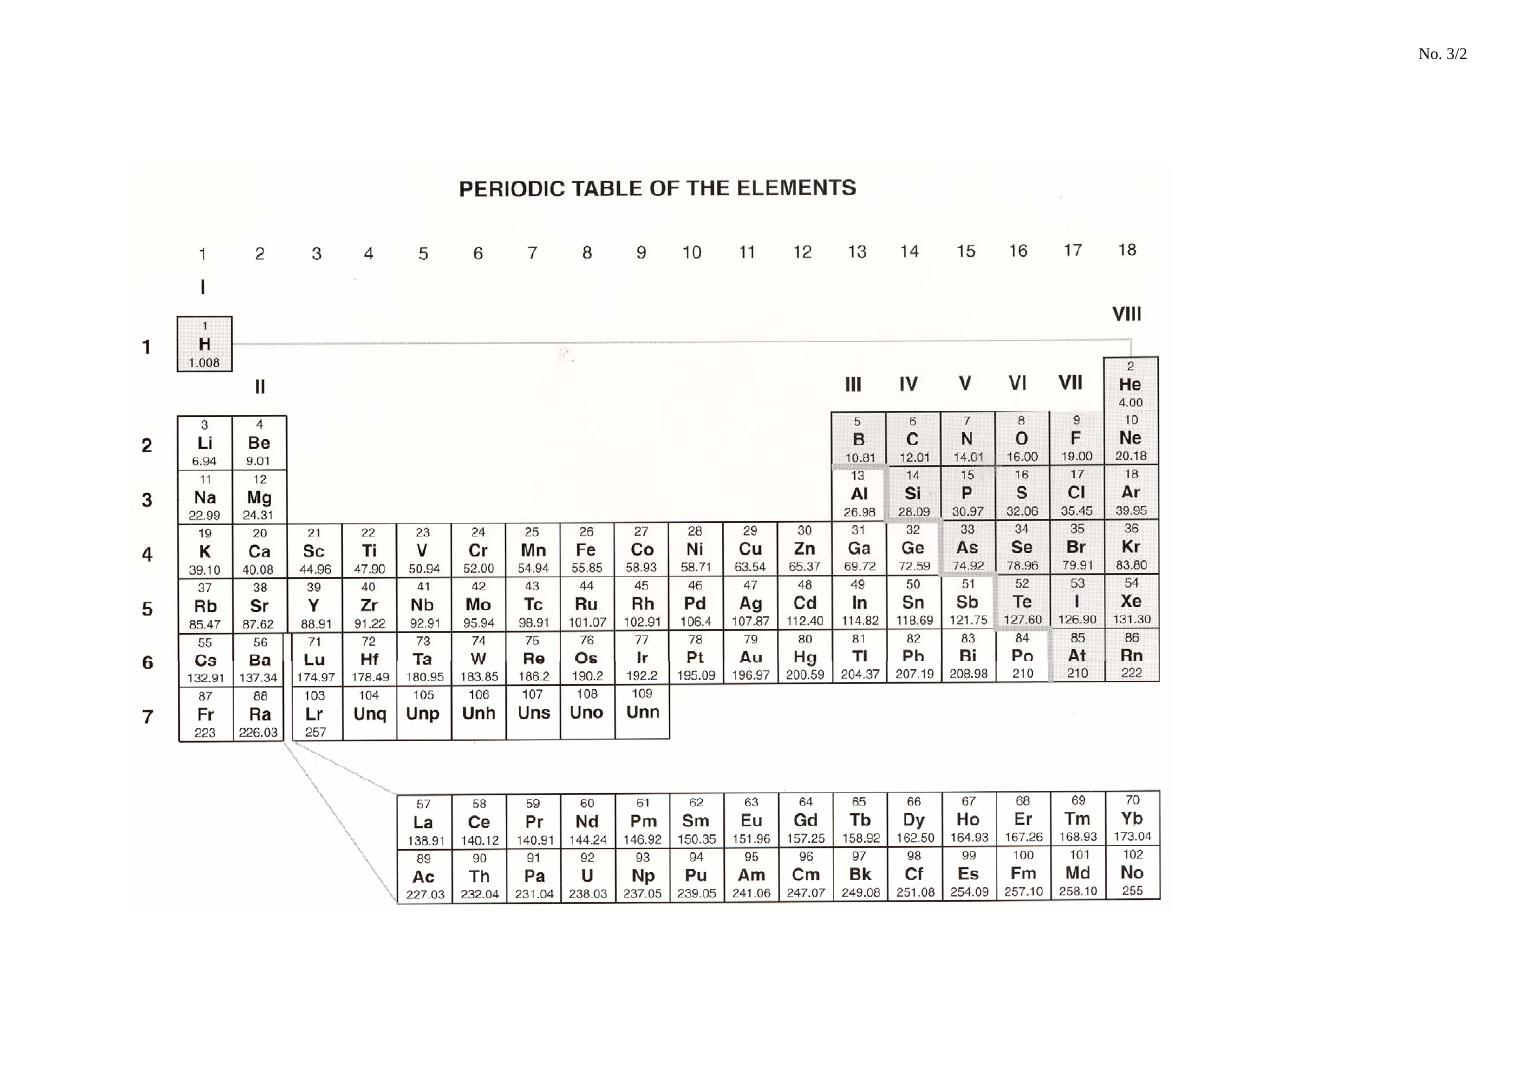 No. 3/2
PERIODIC TABLE OF THE ELEMENTS
1 2 3 4 5 6 7 8 9 10 11 12 13 14 15 16 17 18
I
VIII
1
1
H
1.008
2
He
4.00
II III IV V VI VII
2
3 4 5 6 7 8 9 10
Li Be B C N O F Ne
6.94 9.01 10.81 12.01 14.01 16.00 19.00 20.18
3
11 12 13 14 15 16 17 18
Na Mg Al Si P S Cl Ar
22.99 24.31 26.98 28.09 30.97 32.06 35.45 39.95
4
19 20 21 22 23 24 25 26 27 28 29 30 31 32 33 34 35 36
K Ca Sc Ti V Cr Mn Fe Co Ni Cu Zn Ga Ge As Se Br Kr
39.10 40.08 44.96 47.90 50.94 52.00 54.94 55.85 58.93 58.71 63.54 65.37 69.72 72.59 74.92 78.96 79.91 83.80
5
37 38 39 40 41 42 43 44 45 46 47 48 49 50 51 52 53 54
Rb Sr Y Zr Nb Mo Tc Ru Rh Pd Ag Cd In Sn Sb Te I Xe
85.47 87.62 88.91 91.22 92.91 95.94 98.91 101.07 102.91 106.4 107.87 112.40 114.82 118.69 121.75 127.60 126.90 131.30
6
55 56 71 72 73 74 75 76 77 78 79 80 81 82 83 84 85 86
Cs Ba Lu Hf Ta W Re Os Ir Pt Au Hg Tl Pb Bi Po At Rn
132.91 137.34 174.97 178.49 180.95 183.85 186.2 190.2 192.2 195.09 196.97 200.59 204.37 207.19 208.98 210 210 222
7
87 88 103 104 105 106 107 108 109
Fr Ra Lr Unq Unp Unh Uns Uno Unn
223 226.03 257
57 58 59 60 61 62 63 64 65 66 67 68 69 70
La Ce Pr Nd Pm Sm Eu Gd Tb Dy Ho Er Tm Yb
138.91 140.12 140.91 144.24 146.92 150.35 151.96 157.25 158.92 162.50 164.93 167.26 168.93 173.04
89 90 91 92 93 94 95 96 97 98 99 100 101 102
Ac Th Pa U Np Pu Am Cm Bk Cf Es Fm Md No
227.03 232.04 231.04 238.03 237.05 239.05 241.06 247.07 249.08 251.08 254.09 257.10 258.10 255